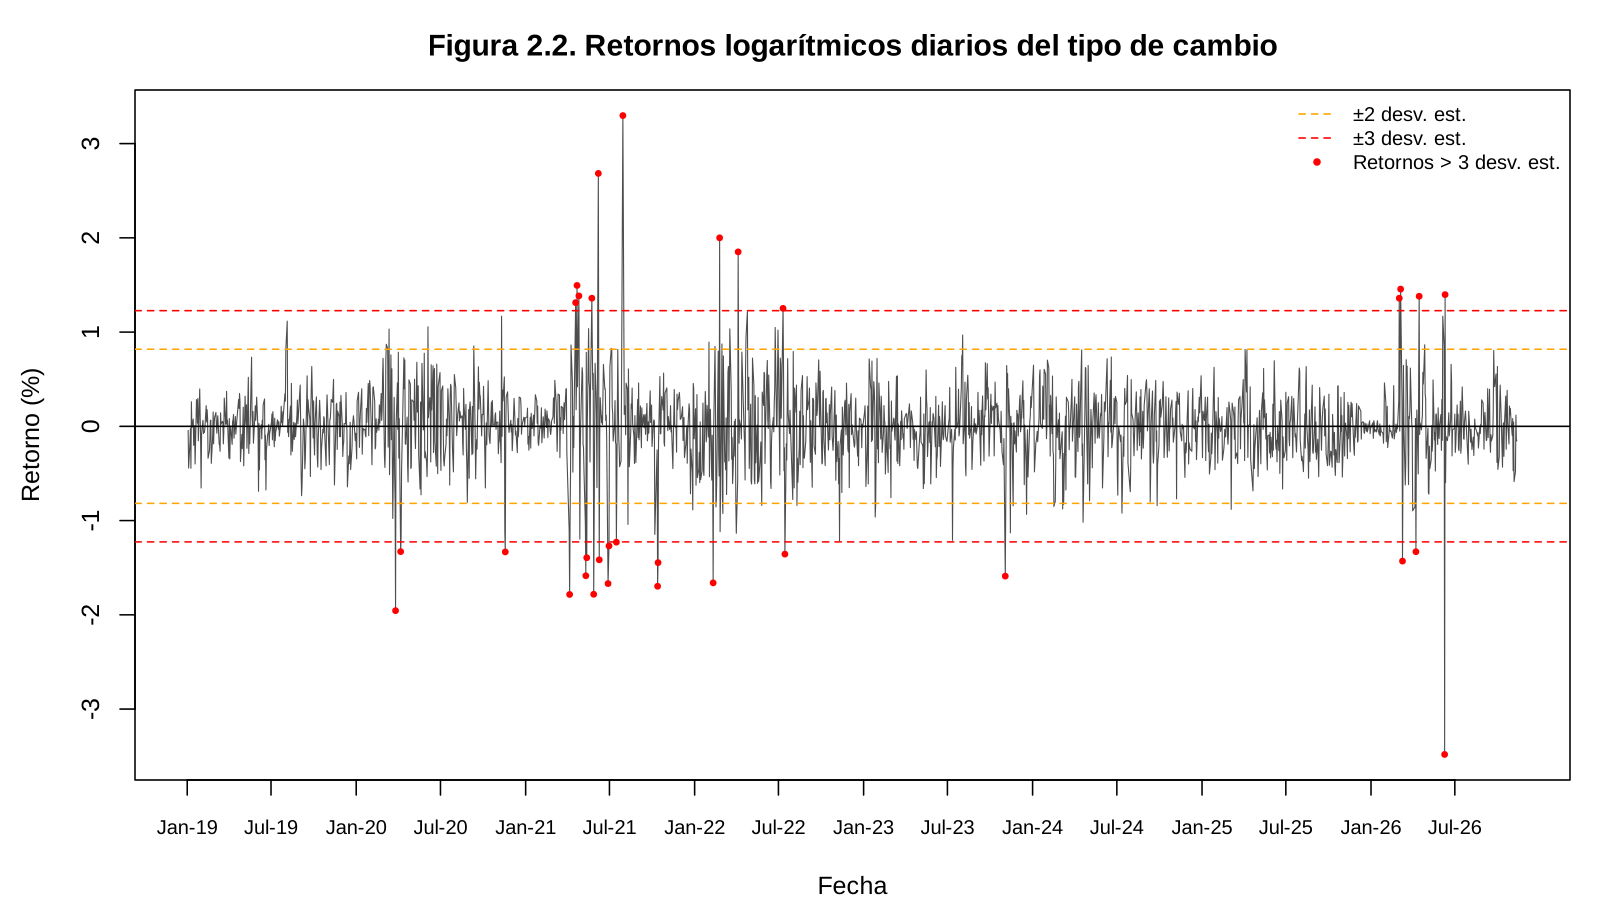 Figura 2.2. Retornos logarítmicos diarios del tipo de cambio
±2 desv. est.
±3 desv. est.
Retornos > 3 desv. est.
Retorno (%)
3
2
1
0
-1
-2
-3
Jan-19 Jul-19 Jan-20 Jul-20 Jan-21 Jul-21 Jan-22 Jul-22 Jan-23 Jul-23 Jan-24 Jul-24 Jan-25 Jul-25 Jan-26 Jul-26
Fecha